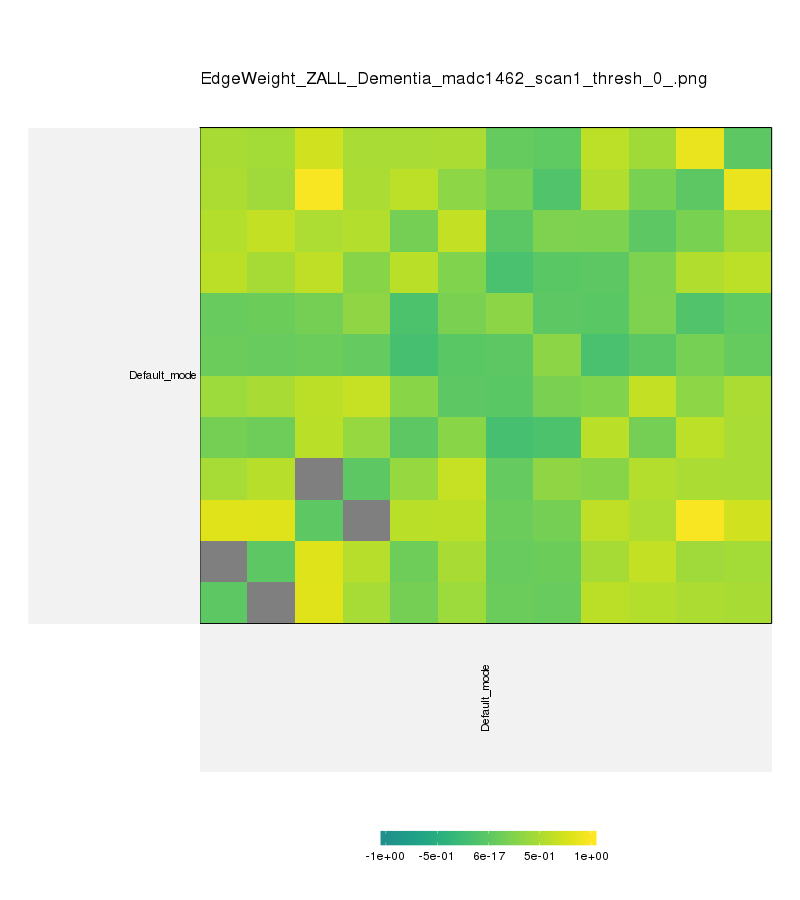 EdgeWeight_ZALL_Dementia_madc1462_scan1_thresh_0_.png
Default_mode
Default_mode
-1e+00 -5e-01 6e-17 5e-01 1e+00